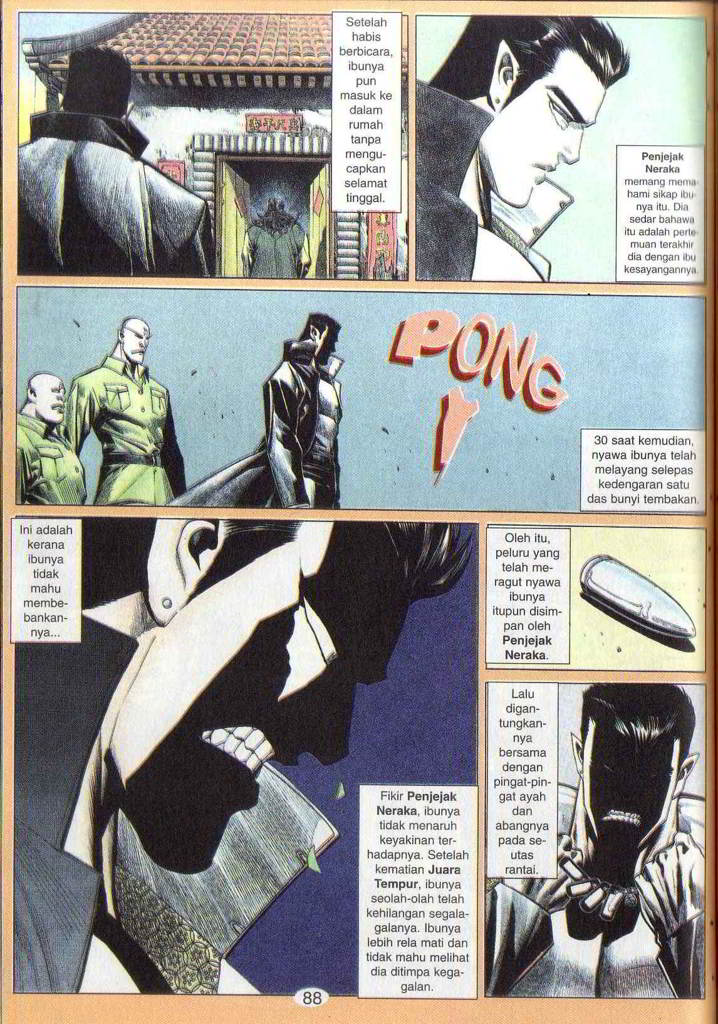 Setelah
habis
berbicara,
ibunya
pun
masuk ke
dalam
rumah
tanpa
mengu-
capkan
selamat
tinggal.
Penjejak
Neraka
memang mema-
hami sikap ibu-
nya itu. Dia
sedar bahawa
itu adalah perte-
muan terakhir
dia dengan ibu
kesayangannya.
PONG
!
30 saat kemudian,
nyawa ibunya telah
melayang selepas
kedengaran satu
das bunyi tembakan.
Ini adalah
kerana
ibunya
tidak
mahu
membe-
bankan-
nya...
Fikir Penjejak
Neraka, ibunya
tidak menaruh
keyakinan ter-
hadapnya. Setelah
kematian Juara
Tempur, ibunya
seolah-olah telah
kehilangan segala-
galanya. Ibunya
lebih rela mati dan
tidak mahu melihat
dia ditimpa kega-
galan.
Oleh itu,
peluru yang
telah me-
ragut nyawa
ibunya
itupun disim-
pan oleh
Penjejak
Neraka.
Lalu
digan-
tungkan-
nya
bersama
dengan
pingat-pin-
gat ayah
dan
abangnya
pada se-
utas
rantai.
88